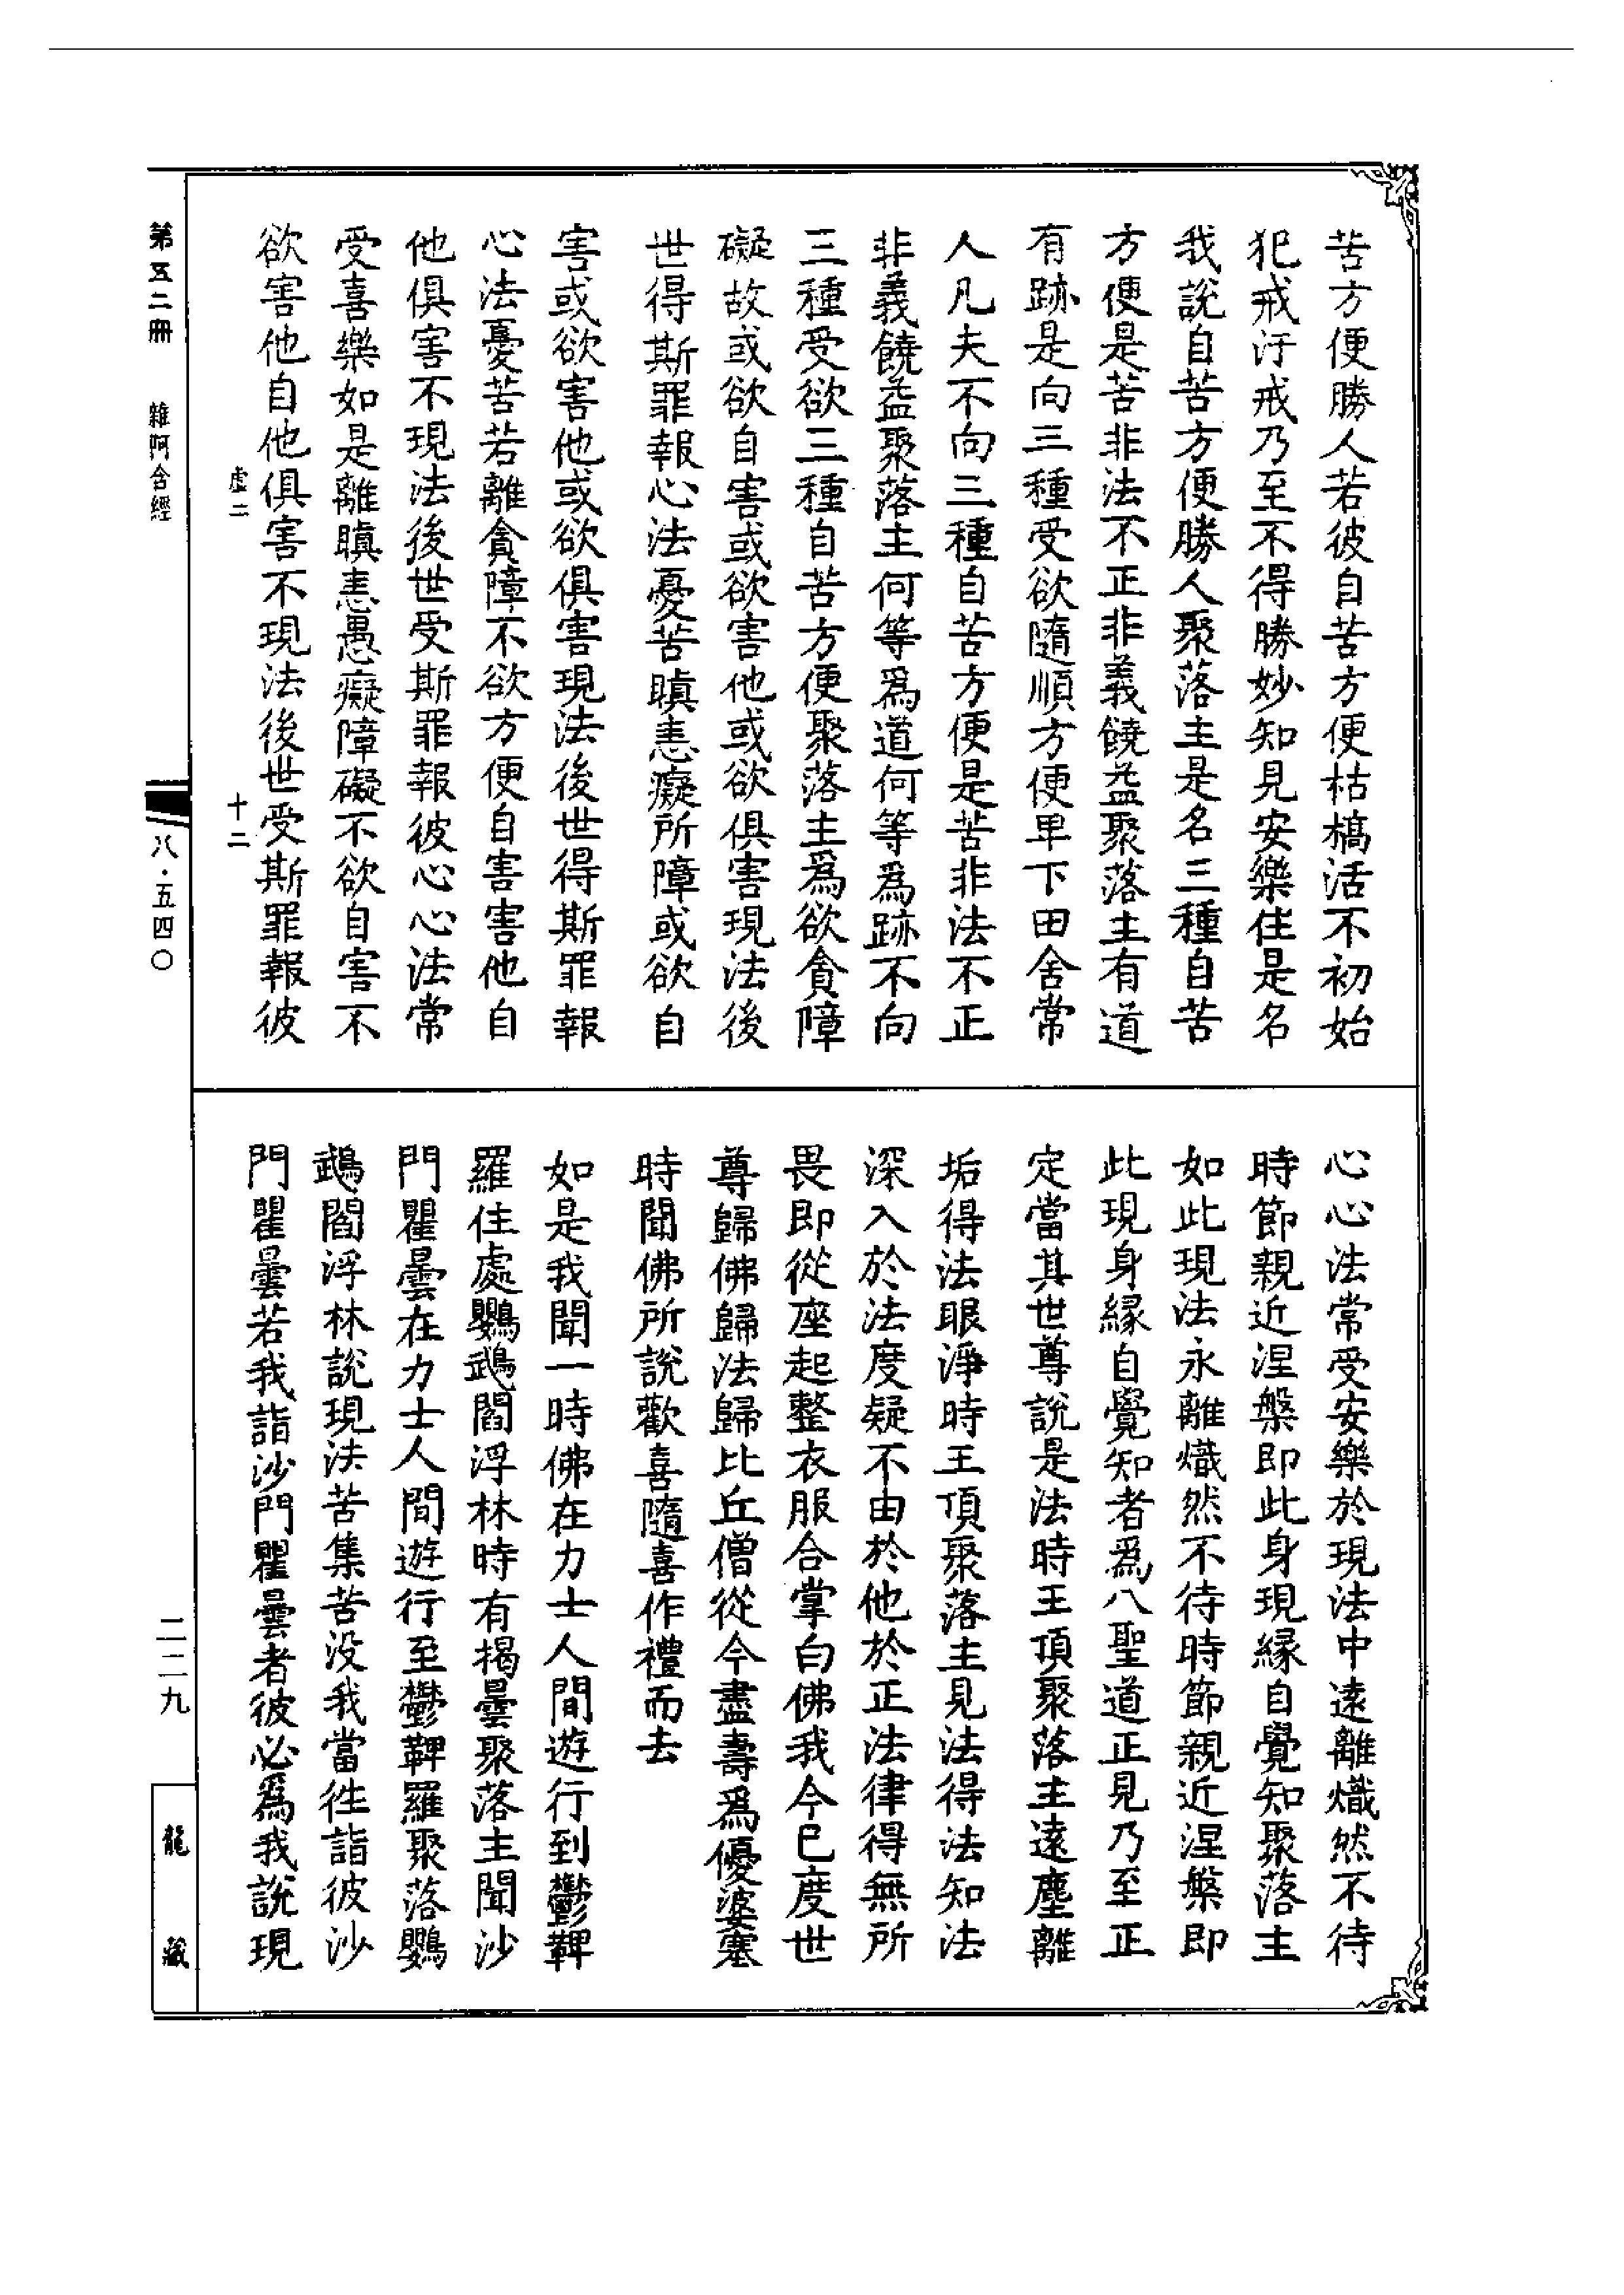 苦方便勝人若彼自苦方便枯槁活不初始
犯戒汙戒乃至不得勝妙知見安樂住是名
我說自苦方便勝人聚落主是名三種自苦
方便是苦非法不正非義饒益聚落主有道
有跡是向三種受欲隨順方便卑下田舍常
人凡夫不向三種自苦方便是苦非法不正
非義饒益聚落主何等爲道何等爲跡不向
三種受欲三種自苦方便聚落主爲欲貪障
礙故或欲自害或欲害他或欲俱害現法後
世得斯罪報心法憂苦瞋恚癡所障或欲自
害或欲害他或欲俱害現法後世得斯罪報
心法憂苦若離貪障不欲方便自害害他自
他俱害不現法後世受斯罪報彼心心法常
受喜樂如是離瞋恚愚癡障礙不欲自害不
欲害他自他俱害不現法後世受斯罪報彼
虛二 十二
心心法常受安樂於現法中遠離熾然不待
時節親近涅槃即此身現緣自覺知聚落主
如此現法永離熾然不待時節親近涅槃即
此現身緣自覺知者爲八聖道正見乃至正
定當其世尊說是法時王頂聚落主遠塵離
垢得法眼淨時王頂聚落主見法得法知法
深入於法度疑不由於他於正法律得無所
畏即從座起整衣服合掌白佛我今已度世
尊歸佛歸法歸比丘僧從今盡壽爲優婆塞
時聞佛所說歡喜隨喜作禮而去
如是我聞一時佛在力士人間遊行到鬱鞞
羅住處鸚鵡閻浮林時有揭曇聚落主聞沙
門瞿曇在力士人間遊行至鬱鞞羅聚落鸚
鵡閻浮林說現法苦集苦沒我當往詣彼沙
門瞿曇若我詣沙門瞿曇者彼必爲我說現
第五二冊 雜阿含經
八·五四〇
二二九
龍藏